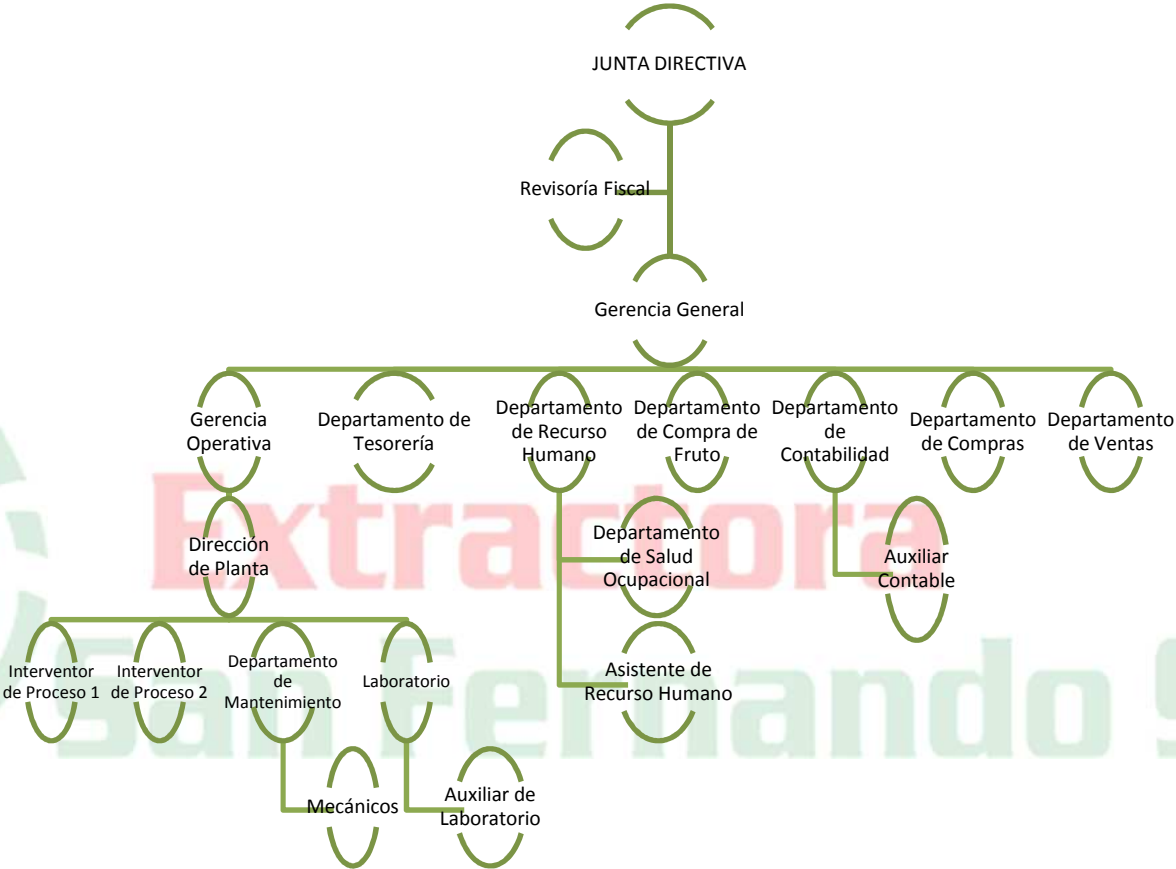 JUNTA DIRECTIVA
Revisoría Fiscal
Gerencia General
Gerencia
Operativa
Departamento de
Tesorería
Departamento
de Recurso
Humano
Departamento
de Compra de
Fruto
Departamento
de
Contabilidad
Departamento
de Compras
Departamento
de Ventas
Dirección
de Planta
Departamento
de Salud
Ocupacional
Auxiliar
Contable
Interventor
de Proceso 1
Interventor
de Proceso 2
Departamento
de
Mantenimiento
Laboratorio
Asistente de
Recurso Humano
Mecánicos
Auxiliar de
Laboratorio
Extractora
San Fernando S